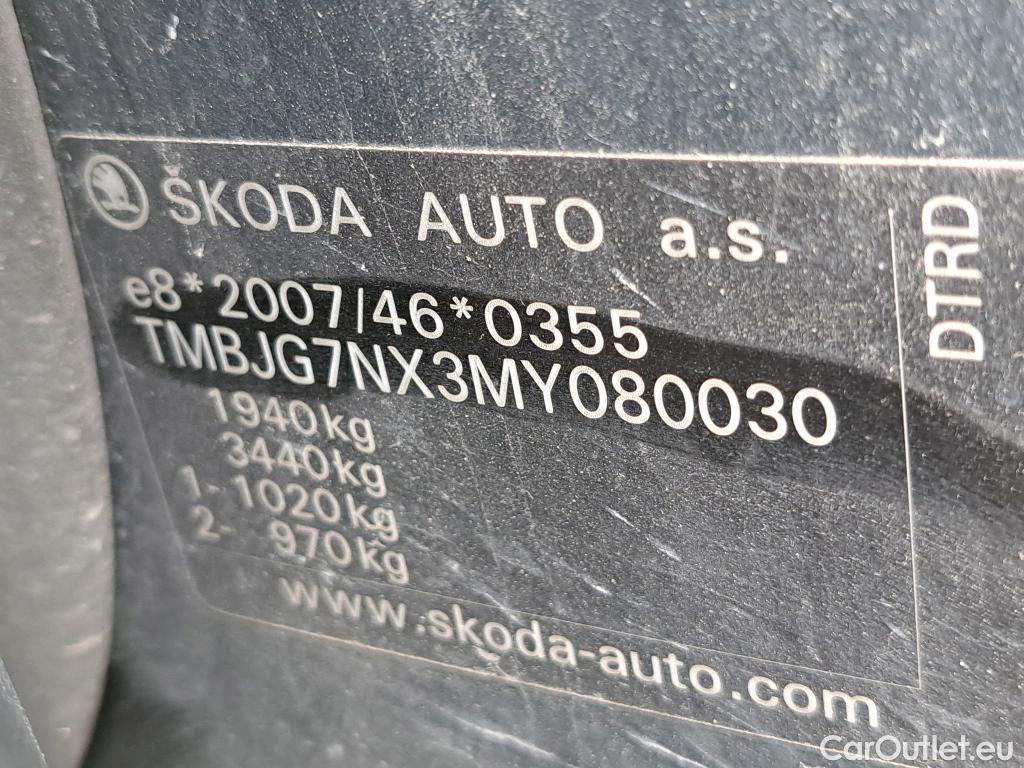 ŠKODA AUTO a.s.
e8*2007/46*0355
TMBJG7NX3MY080030
1940kg
3440kg
1- 1020kg
2- 970kg
www.skoda-auto.com
DTRD
CarOutlet.eu